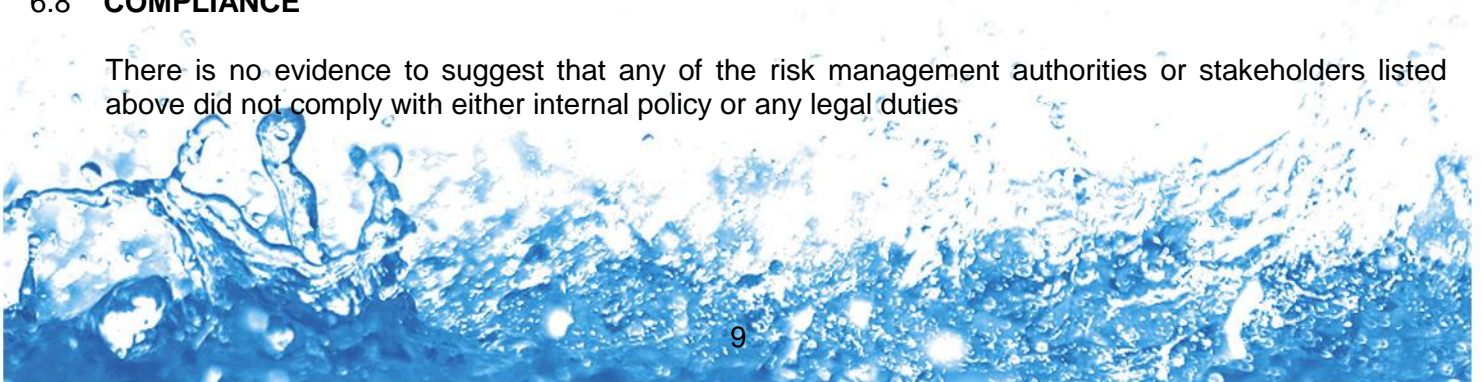 6.8 COMPLIANCE
There is no evidence to suggest that any of the risk management authorities or stakeholders listed
above did not comply with either internal policy or any legal duties
9